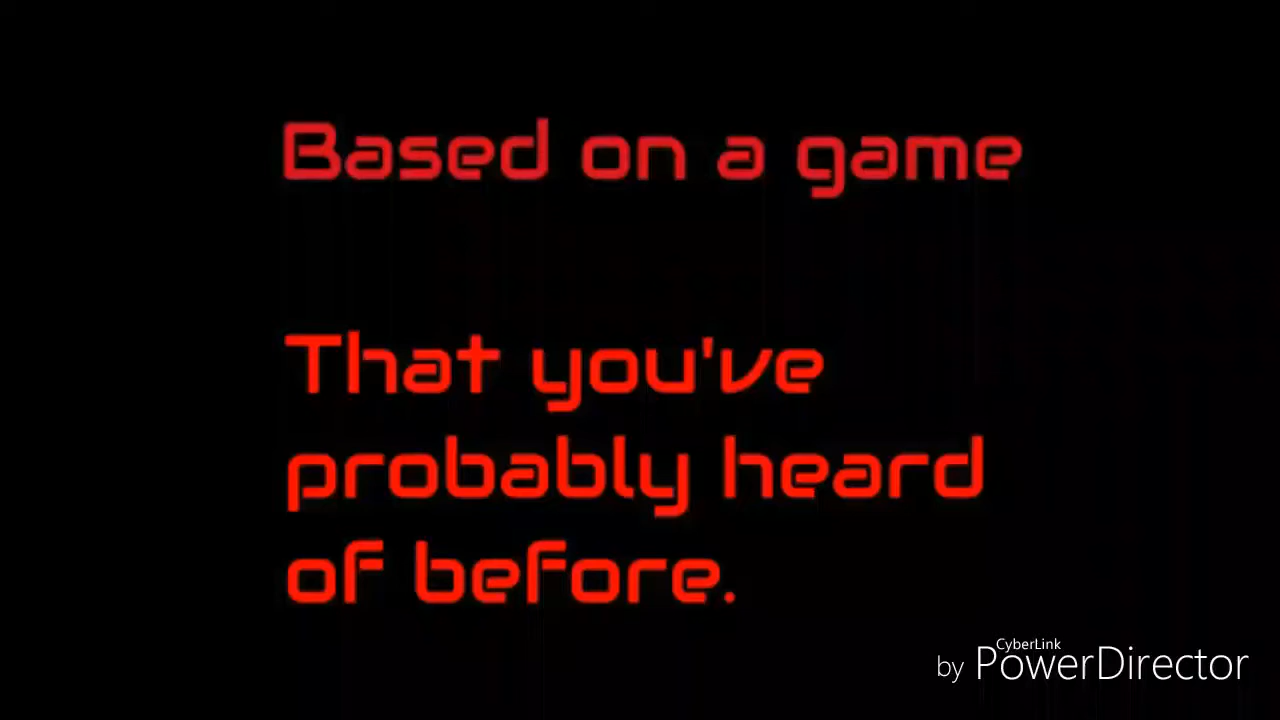 Based on a game
That you've
probably heard
of before.
CyberLink
by PowerDirector